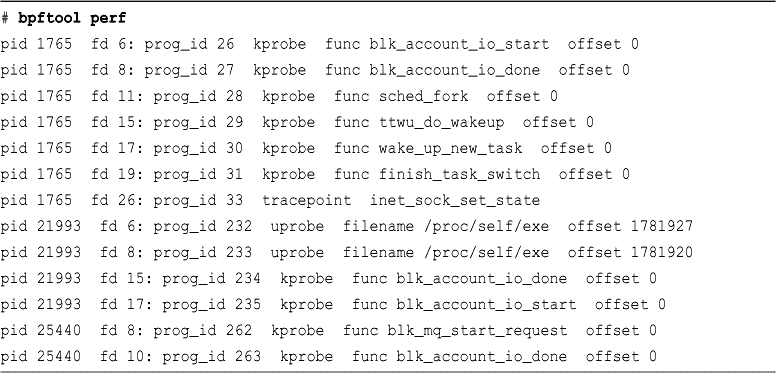 # bpftool perf
pid 1765  fd 6: prog_id 26  kprobe  func blk_account_io_start  offset 0
pid 1765  fd 8: prog_id 27  kprobe  func blk_account_io_done  offset 0
pid 1765  fd 11: prog_id 28  kprobe  func sched_fork  offset 0
pid 1765  fd 15: prog_id 29  kprobe  func ttwu_do_wakeup  offset 0
pid 1765  fd 17: prog_id 30  kprobe  func wake_up_new_task  offset 0
pid 1765  fd 19: prog_id 31  kprobe  func finish_task_switch  offset 0
pid 1765  fd 26: prog_id 33  tracepoint  inet_sock_set_state
pid 21993  fd 6: prog_id 232  uprobe  filename /proc/self/exe  offset 1781927
pid 21993  fd 8: prog_id 233  uprobe  filename /proc/self/exe  offset 1781920
pid 21993  fd 15: prog_id 234  kprobe  func blk_account_io_done  offset 0
pid 21993  fd 17: prog_id 235  kprobe  func blk_account_io_start  offset 0
pid 25440  fd 8: prog_id 262  kprobe  func blk_mq_start_request  offset 0
pid 25440  fd 10: prog_id 263  kprobe  func blk_account_io_done  offset 0